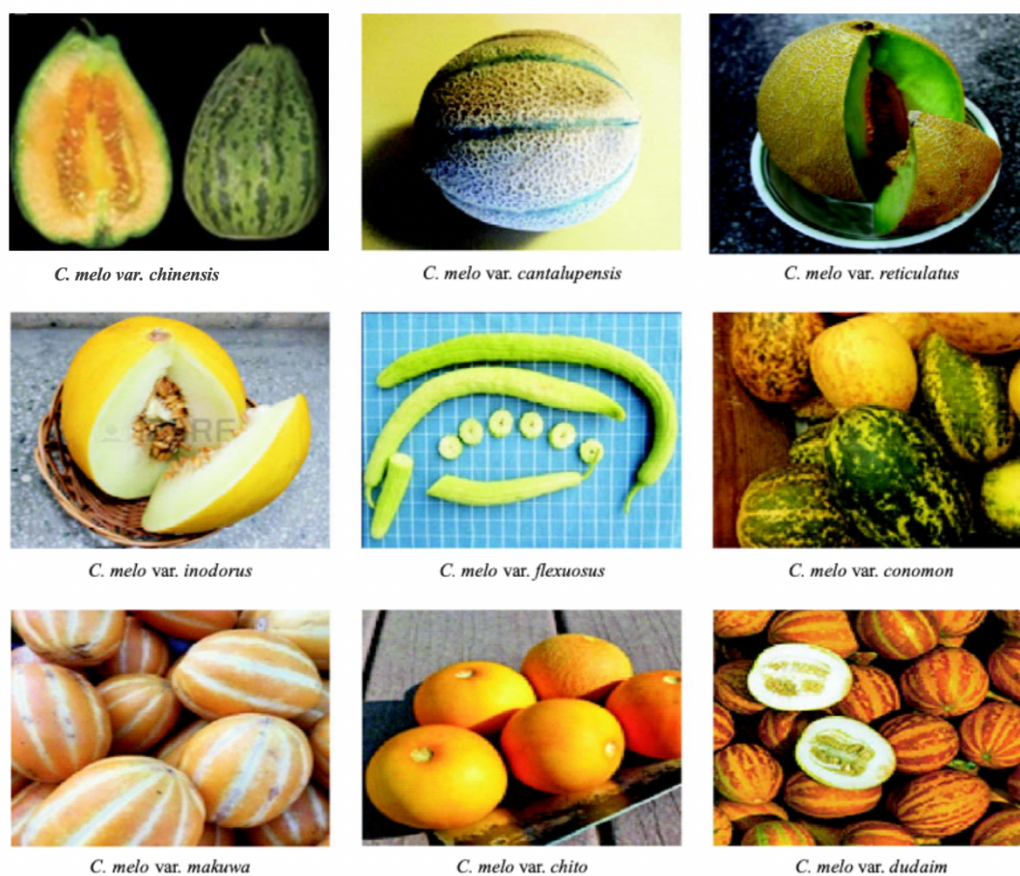 C. melo var. chinensis
C. melo var. cantalupensis
C. melo var. reticulatus
C. melo var. inodorus
C. melo var. flexuosus
C. melo var. conomon
C. melo var. makuwa
C. melo var. chito
C. melo var. dudaim